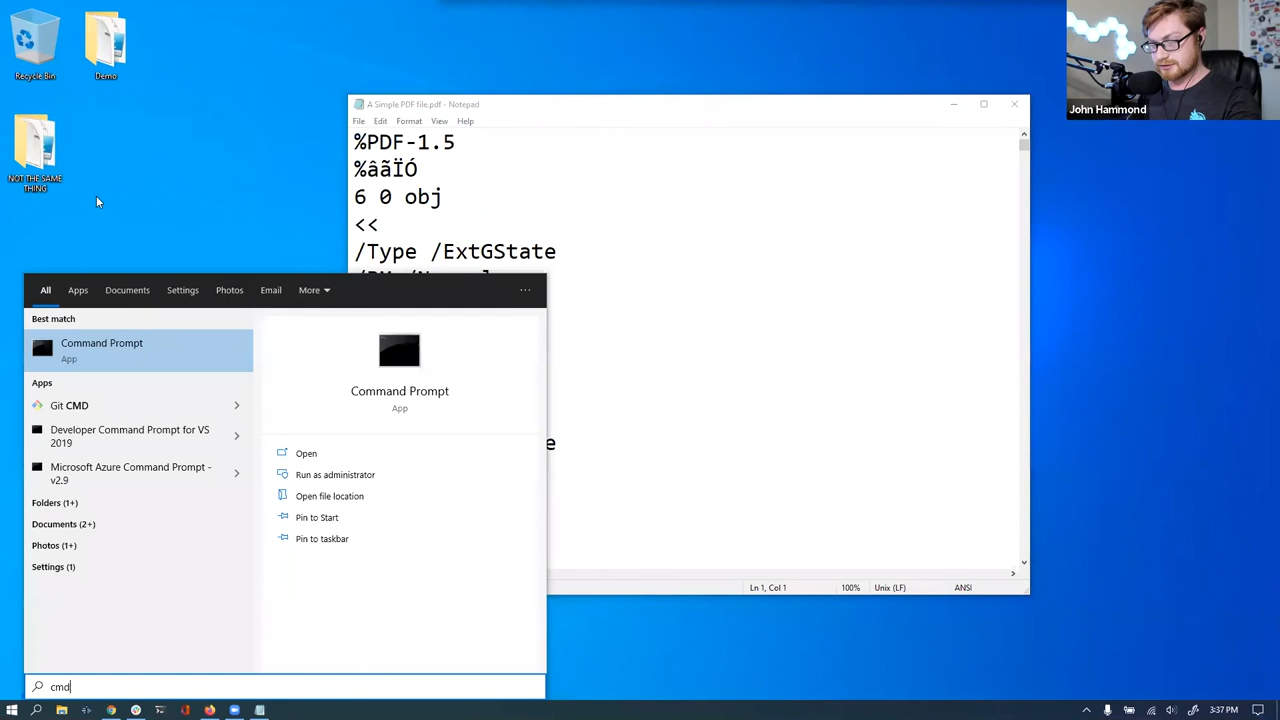 Recycle Bin
Demo
NOT THE SAME
THING
John Hammond
A Simple PDF file.pdf - Notepad
File Edit Format View Help
%PDF-1.5
%âãÏÓ
6 0 obj
<<
/Type /ExtGState
e
Ln 1, Col 1 100% Unix (LF) ANSI
All Apps Documents Settings Photos Email More ...
Best match
Command Prompt
App
Apps
Git CMD
Developer Command Prompt for VS
2019
Microsoft Azure Command Prompt -
v2.9
Folders (1+)
Documents (2+)
Photos (1+)
Settings (1)
Command Prompt
App
Open
Run as administrator
Open file location
Pin to Start
Pin to taskbar
cmd
3:37 PM